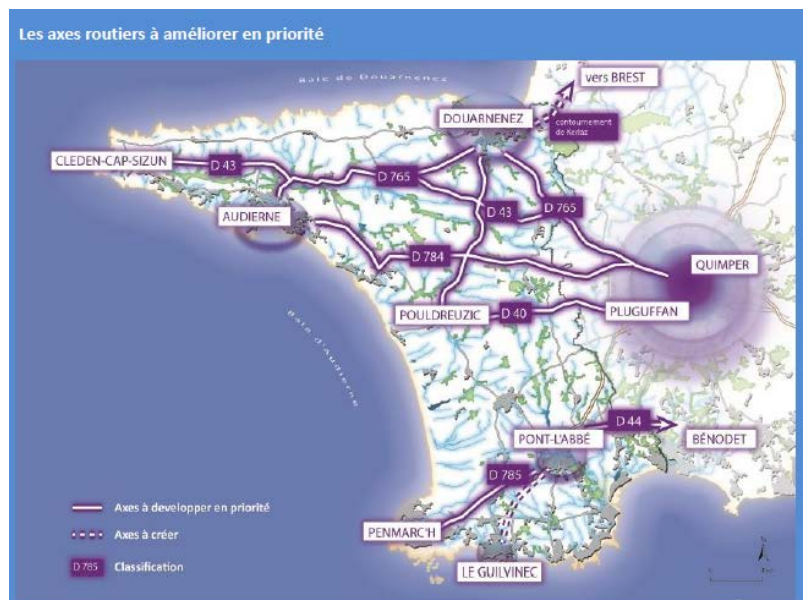 Les axes routiers à améliorer en priorité
Baie de Douarnenez
vers BREST
DOUARNENEZ
contournement
de Kerlaz
CLEDEN-CAP-SIZUN
D 43
D 765
AUDIERNE
D 43
D 765
D 784
QUIMPER
POULDREUZIC
D 40
PLUGUFFAN
Baie d'Audierne
D 44
PONT-L'ABBÉ
BÉNODET
D 785
Axes à developper en priorité
Axes à créer
PENMARC'H
D 785
Classification
LE GUILVINEC